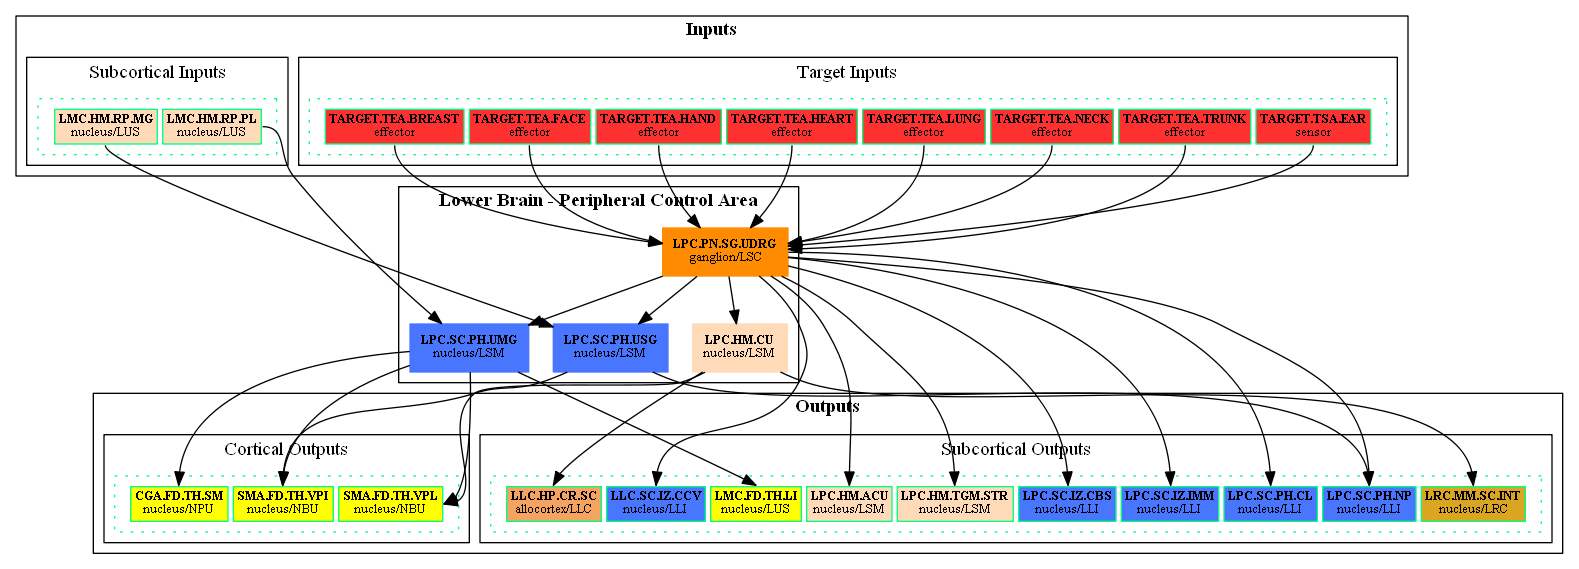 Inputs
Subcortical Inputs
Target Inputs
LMC.HM.RP.MG
nucleus/LUS
LMC.HM.RP.PL
nucleus/LUS
TARGET.TEA.BREAST
effector
TARGET.TEA.FACE
effector
TARGET.TEA.HAND
effector
TARGET.TEA.HEART
effector
TARGET.TEA.LUNG
effector
TARGET.TEA.NECK
effector
TARGET.TEA.TRUNK
effector
TARGET.TSA.EAR
sensor
Lower Brain - Peripheral Control Area
LPC.PN.SG.UDRG
ganglion/LSC
LPC.SC.PH.UMG
nucleus/LSM
LPC.SC.PH.USG
nucleus/LSM
LPC.HM.CU
nucleus/LSM
Outputs
Cortical Outputs
Subcortical Outputs
CGA.FD.TH.SM
nucleus/NPU
SMA.FD.TH.VPI
nucleus/NBU
SMA.FD.TH.VPL
nucleus/NBU
LLC.HP.CR.SC
allocortex/LLC
LLC.SC.IZ.CCV
nucleus/LLI
LMC.FD.TH.LI
nucleus/LUS
LPC.HM.ACU
nucleus/LSM
LPC.HM.TGM.STR
nucleus/LSM
LPC.SC.IZ.CBS
nucleus/LLI
LPC.SC.IZ.IMM
nucleus/LLI
LPC.SC.PH.CL
nucleus/LLI
LPC.SC.PH.NP
nucleus/LLI
LRC.MM.SC.INT
nucleus/LRC